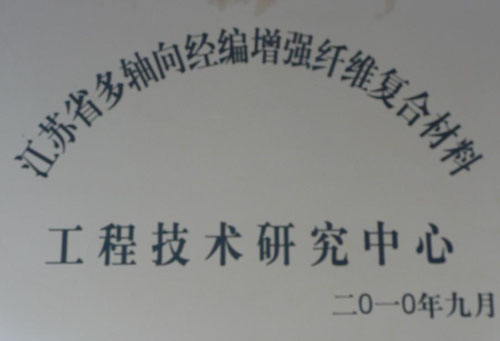 江苏省多轴向经编增强纤维复合材料
工程技术研究中心
二0一0年九月